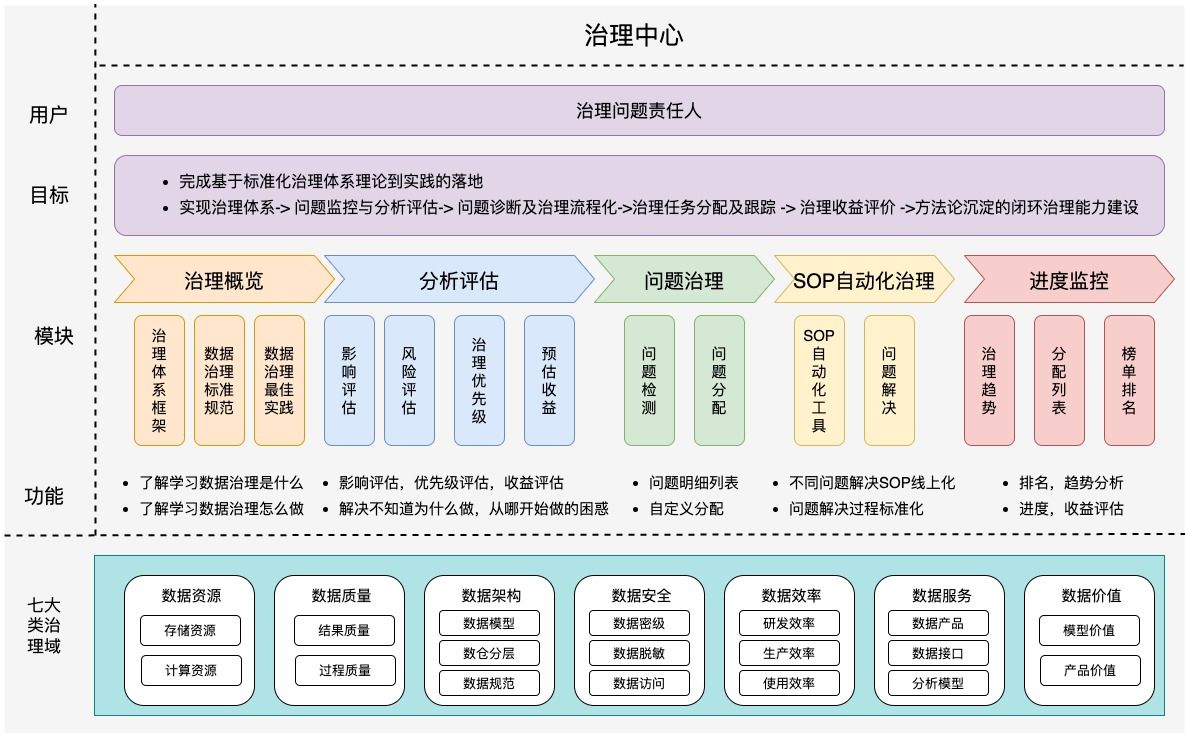 治理中心
用户
治理问题责任人
目标
• 完成基于标准化治理体系理论到实践的落地
• 实现治理体系-> 问题监控与分析评估-> 问题诊断及治理流程化->治理任务分配及跟踪 -> 治理收益评价 ->方法论沉淀的闭环治理能力建设
模块
治理概览
分析评估
问题治理
SOP自动化治理
进度监控
治理体系框架
数据治理标准规范
数据治理最佳实践
影响评估
风险评估
治理优先级
预估收益
问题检测
问题分配
SOP自动化工具
问题解决
治理趋势
分配列表
榜单排名
功能
• 了解学习数据治理是什么
• 了解学习数据治理怎么做
• 影响评估，优先级评估，收益评估
• 解决不知道为什么做，从哪开始做的困惑
• 问题明细列表
• 自定义分配
• 不同问题解决SOP线上化
• 问题解决过程标准化
• 排名，趋势分析
• 进度，收益评估
七大
类治
理域
数据资源
存储资源
计算资源
数据质量
结果质量
过程质量
数据架构
数据模型
数仓分层
数据规范
数据安全
数据密级
数据脱敏
数据访问
数据效率
研发效率
生产效率
使用效率
数据服务
数据产品
数据接口
分析模型
数据价值
模型价值
产品价值